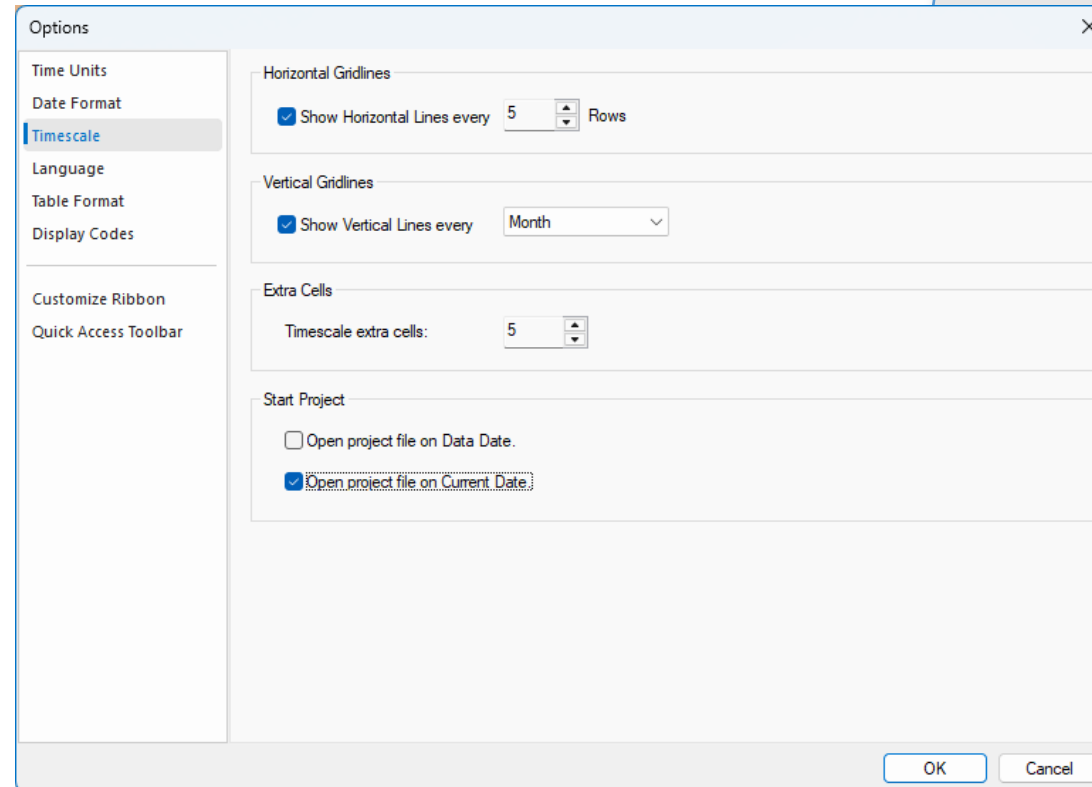 Options
Time Units
Date Format
Timescale
Language
Table Format
Display Codes
Customize Ribbon
Quick Access Toolbar
Horizontal Gridlines
Show Horizontal Lines every 5 Rows
Vertical Gridlines
Show Vertical Lines every Month
Extra Cells
Timescale extra cells: 5
Start Project
Open project file on Data Date.
Open project file on Current Date.
OK Cancel